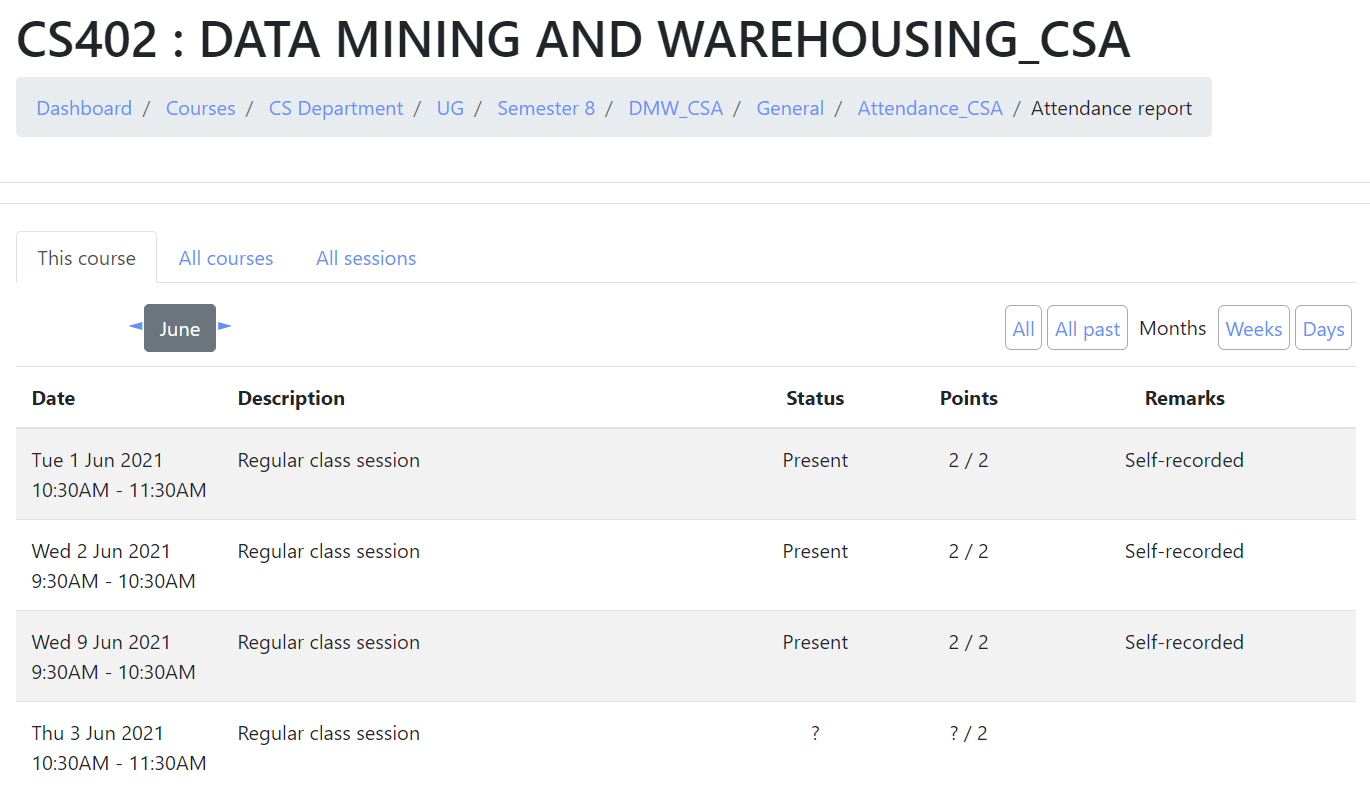 CS402 : DATA MINING AND WAREHOUSING_CSA
Dashboard / Courses / CS Department / UG / Semester 8 / DMW_CSA / General / Attendance_CSA / Attendance report
This course All courses All sessions
◄ June ► All All past Months Weeks Days
Date Description Status Points Remarks
Tue 1 Jun 2021 Regular class session Present 2 / 2 Self-recorded
10:30AM - 11:30AM
Wed 2 Jun 2021 Regular class session Present 2 / 2 Self-recorded
9:30AM - 10:30AM
Wed 9 Jun 2021 Regular class session Present 2 / 2 Self-recorded
9:30AM - 10:30AM
Thu 3 Jun 2021 Regular class session ? ? / 2
10:30AM - 11:30AM